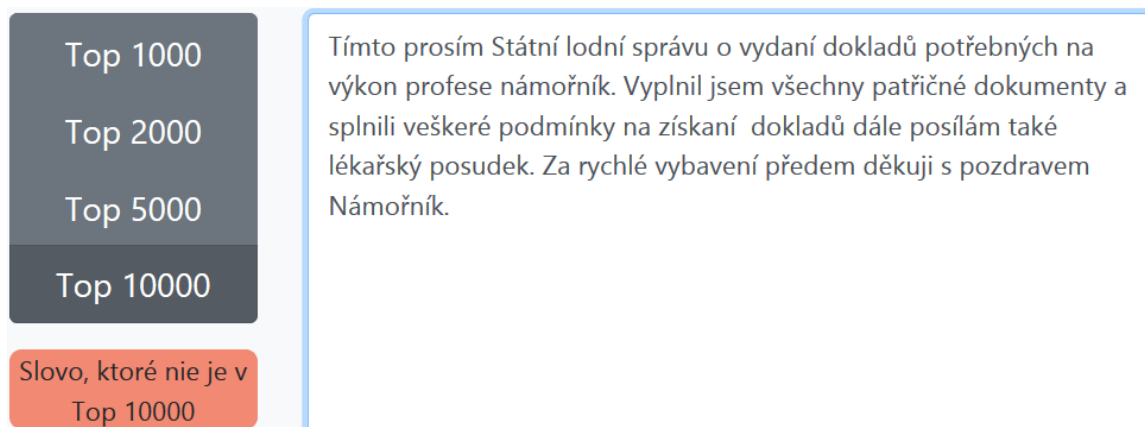 Top 1000
Top 2000
Top 5000
Top 10000
Slovo, ktoré nie je v
Top 10000
Tímto prosím Státní lodní správu o vydaní dokladů potřebných na
výkon profese námořník. Vyplnil jsem všechny patřičné dokumenty a
splnili veškeré podmínky na získaní  dokladů dále posílám také
lékařský posudek. Za rychlé vybavení předem děkuji s pozdravem
Námořník.